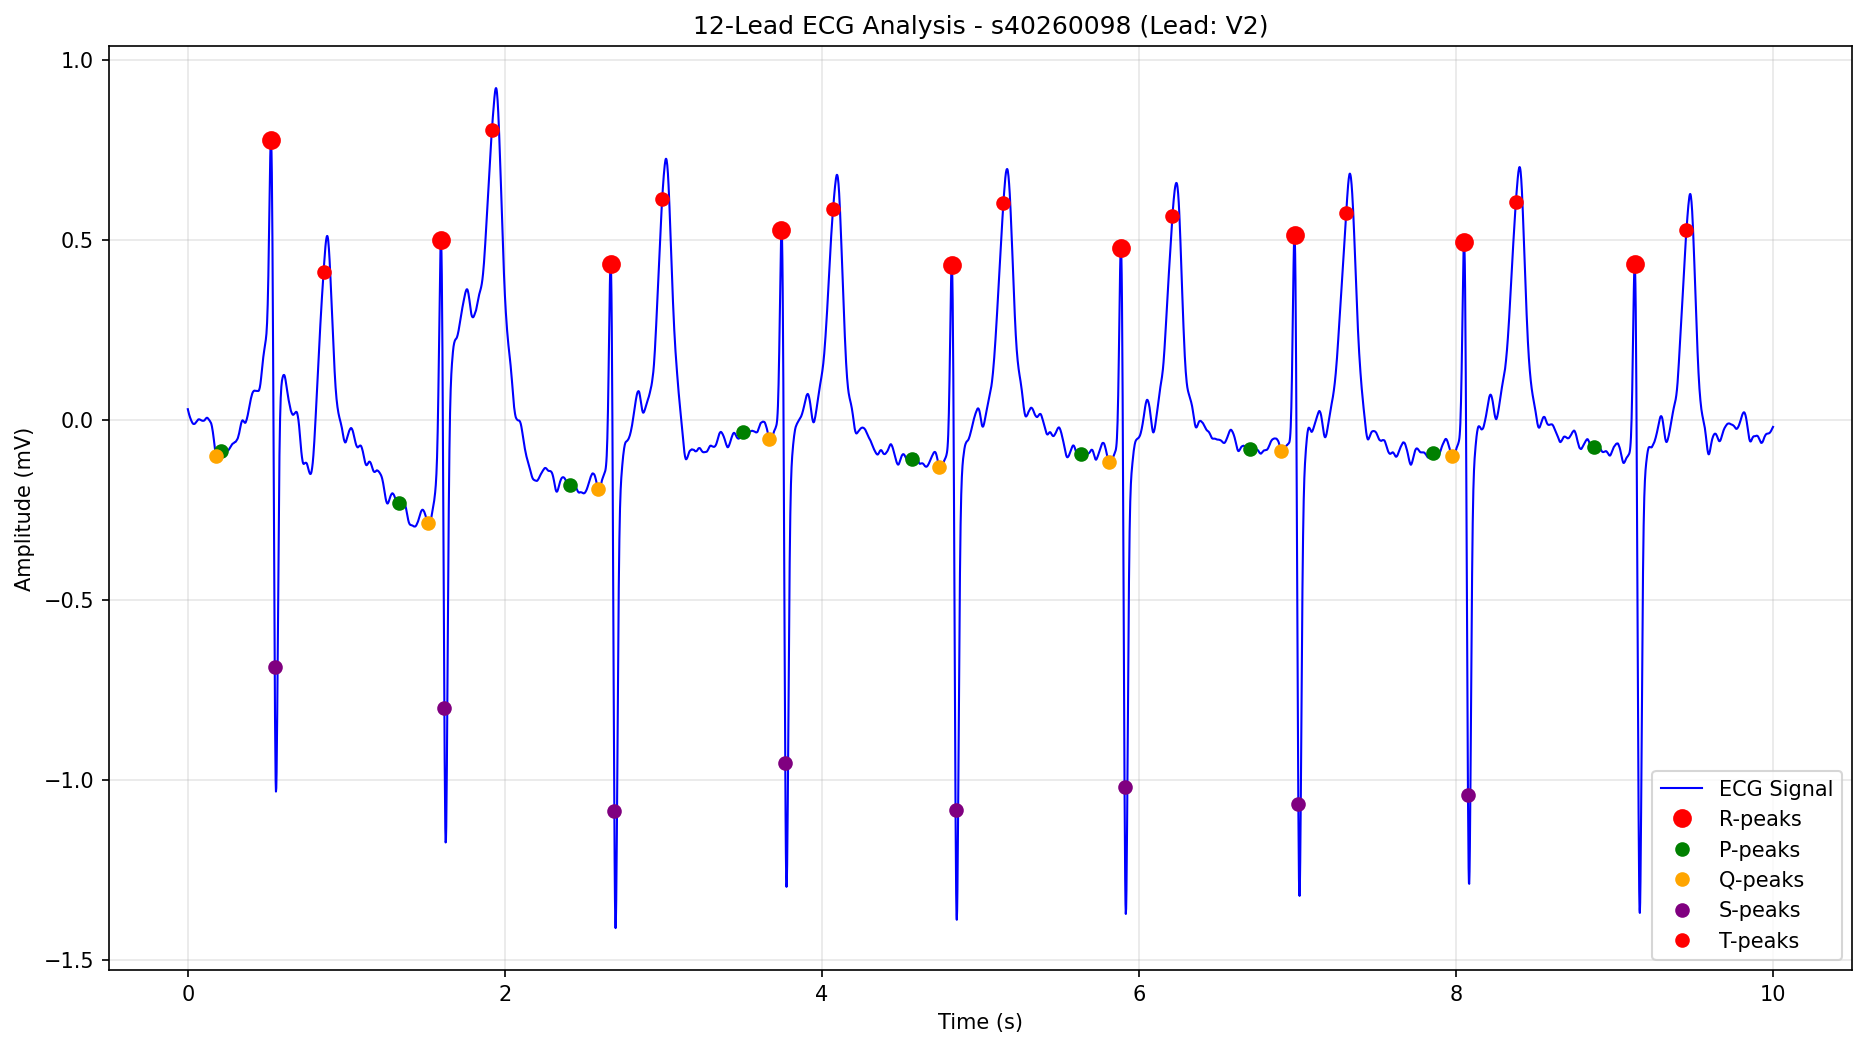 12-Lead ECG Analysis - s40260098 (Lead: V2)
1.0
0.5
0.0
−0.5
−1.0
−1.5
Amplitude (mV)
0 2 4 6 8 10
Time (s)
ECG Signal
R-peaks
P-peaks
Q-peaks
S-peaks
T-peaks